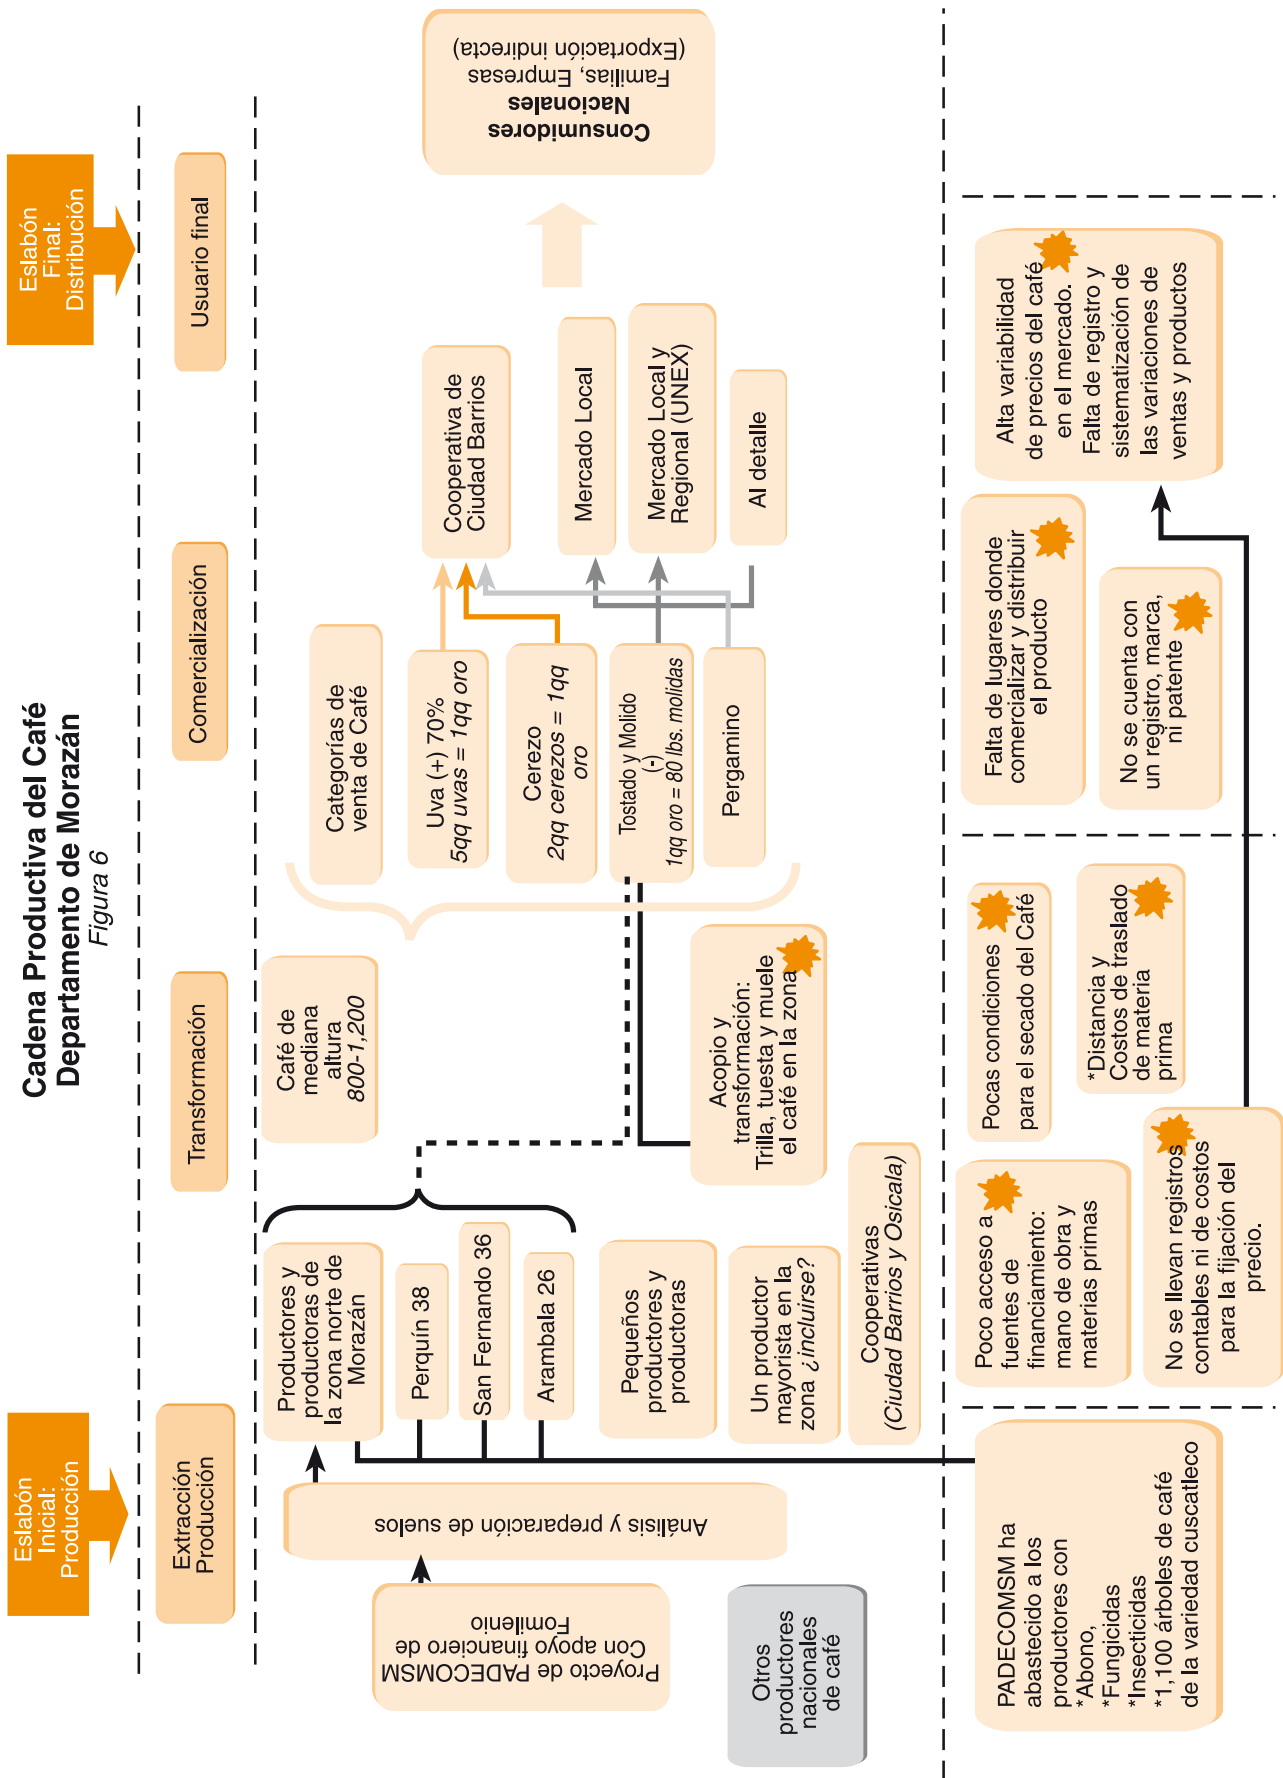 Cadena Productiva del Café
Departamento de Morazán
Figura 6
Eslabón
Inicial:
Producción
Eslabón
Final:
Distribución
Extracción
Producción
Transformación
Comercialización
Usuario final
Proyecto de PADECOMSM
Con apoyo financiero de
Fomilenio
Análisis y preparación de suelos
Otros
productores
nacionales
de café
Productores y
productoras de
la zona norte de
Morazán
Perquín 38
San Fernando 36
Arambala 26
Pequeños
productores y
productoras
Un productor
mayorista en la
zona ¿incluirse?
Cooperativas
(Ciudad Barrios y Osicala)
Café de
mediana
altura
800-1,200
Acopio y
transformación:
Trilla, tuesta y muele
el café en la zona
Categorías de
venta de Café
Uva (+) 70%
5qq uvas = 1qq oro
Cerezo
2qq cerezos = 1qq
oro
Tostado y Molido
(-)
1qq oro = 80 lbs. molidas
Pergamino
Cooperativa de
Ciudad Barrios
Mercado Local
Mercado Local y
Regional (UNEX)
Al detalle
Consumidores
Nacionales
Familias, Empresas
(Exportación indirecta)
PADECOMSM ha
abastecido a los
productores con
*Abono,
*Fungicidas
*Insecticidas
*1,100 árboles de café
de la variedad cuscatleco
Poco acceso a
fuentes de
financiamiento:
mano de obra y
materias primas
No se llevan registros
contables ni de costos
para la fijación del
precio.
Pocas condiciones
para el secado del Café
*Distancia y
Costos de traslado
de materia
prima
Falta de lugares donde
comercializar y distribuir
el producto
No se cuenta con
un registro, marca,
ni patente
Alta variabilidad
de precios del café
en el mercado.
Falta de registro y
sistematización de
las variaciones de
ventas y productos